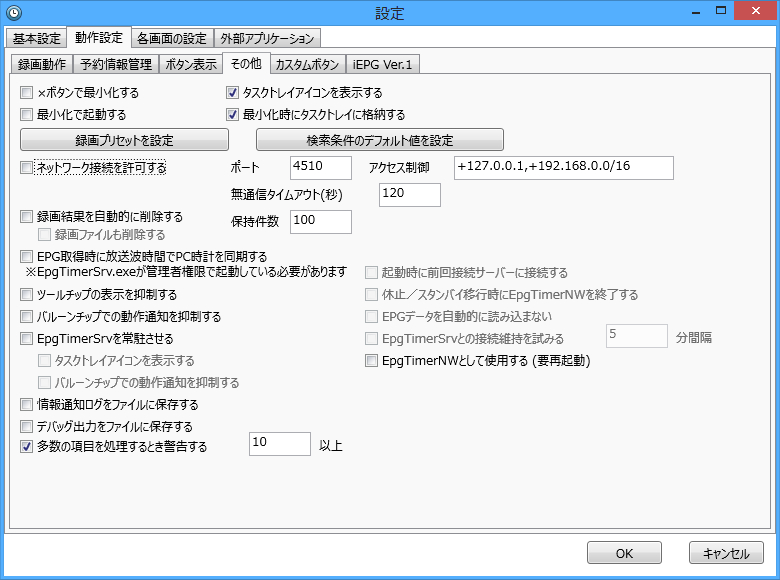 設定
基本設定 動作設定 各画面の設定 外部アプリケーション
録画動作 予約情報管理 ボタン表示 その他 カスタムボタン iEPG Ver.1
×ボタンで最小化する タスクトレイアイコンを表示する
最小化で起動する 最小化時にタスクトレイに格納する
録画プリセットを設定 検索条件のデフォルト値を設定
ネットワーク接続を許可する ポート 4510 アクセス制御 +127.0.0.1,+192.168.0.0/16
無通信タイムアウト(秒) 120
録画結果を自動的に削除する 保持件数 100
録画ファイルも削除する
EPG取得時に放送波時間でPC時計を同期する
※EpgTimerSrv.exeが管理者権限で起動している必要があります 起動時に前回接続サーバーに接続する
ツールチップの表示を抑制する 休止/スタンバイ移行時にEpgTimerNWを終了する
バルーンチップでの動作通知を抑制する EPGデータを自動的に読み込まない
EpgTimerSrvを常駐させる EpgTimerSrvとの接続維持を試みる 5 分間隔
タスクトレイアイコンを表示する EpgTimerNWとして使用する (要再起動)
バルーンチップでの動作通知を抑制する
情報通知ログをファイルに保存する
デバッグ出力をファイルに保存する
多数の項目を処理するとき警告する 10 以上
OK キャンセル